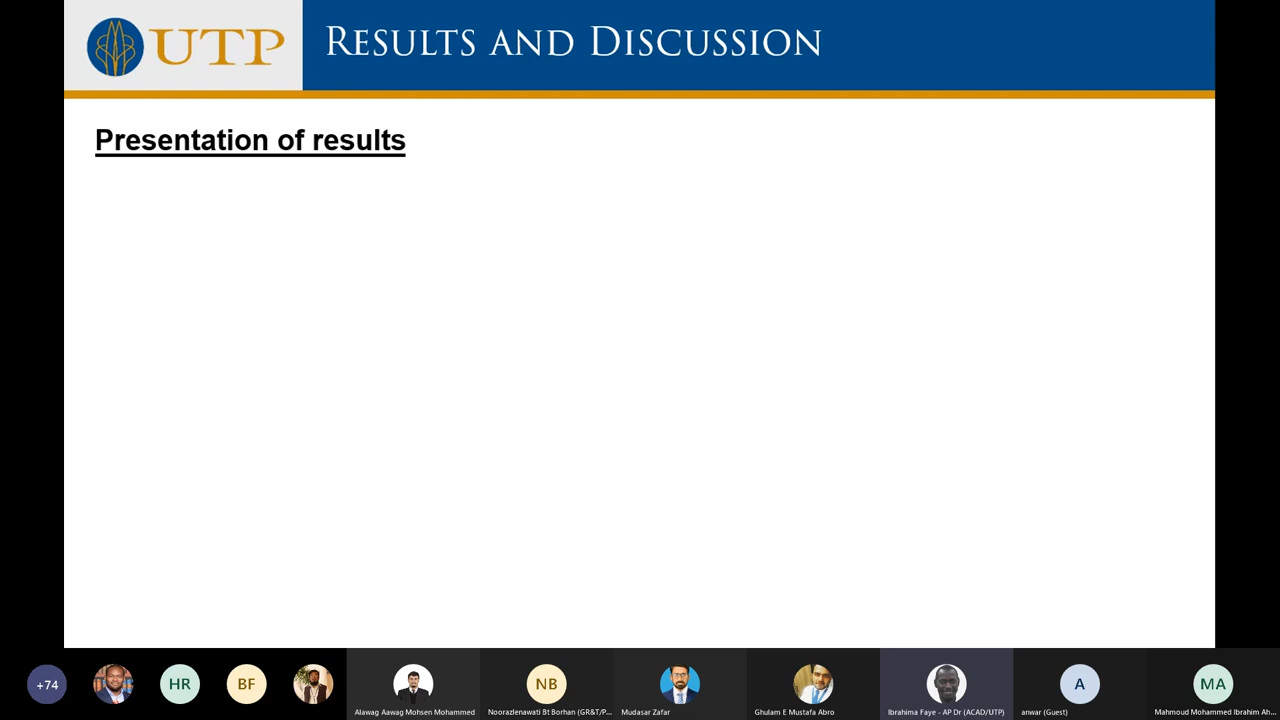 UTP
RESULTS AND DISCUSSION
Presentation of results
+74
HR
BF
NB
A
MA
Alawag Aawag Mohsen Mohammed
Noorazlenawati Bt Borhan (GR&T/P...
Mudasar Zafar
Ghulam E Mustafa Abro
Ibrahima Faye - AP Dr (ACAD/UTP)
anwar (Guest)
Mahmoud Mohammed Ibrahim Ah...